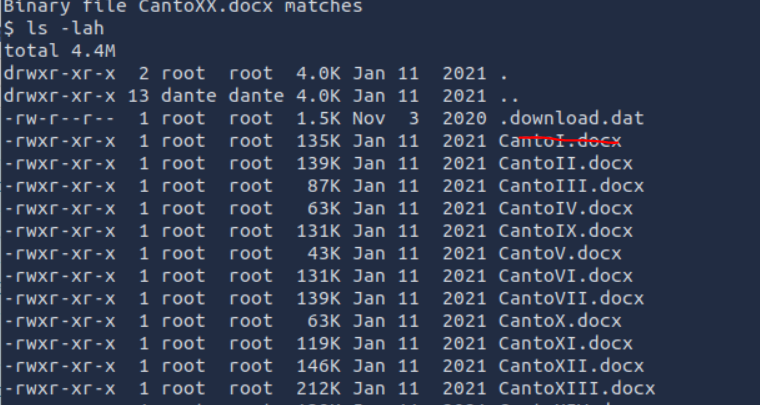 Binary file CantoXX.docx matches
$ ls -lah
total 4.4M
drwxr-xr-x  2 root  root  4.0K Jan 11  2021 .
drwxr-xr-x 13 dante dante 4.0K Jan 11  2021 ..
-rw-r--r--  1 root  root  1.5K Nov  3  2020 .download.dat
-rwxr-xr-x  1 root  root  135K Jan 11  2021 CantoI.docx
-rwxr-xr-x  1 root  root  139K Jan 11  2021 CantoII.docx
-rwxr-xr-x  1 root  root   87K Jan 11  2021 CantoIII.docx
-rwxr-xr-x  1 root  root   63K Jan 11  2021 CantoIV.docx
-rwxr-xr-x  1 root  root  131K Jan 11  2021 CantoIX.docx
-rwxr-xr-x  1 root  root   43K Jan 11  2021 CantoV.docx
-rwxr-xr-x  1 root  root  131K Jan 11  2021 CantoVI.docx
-rwxr-xr-x  1 root  root  139K Jan 11  2021 CantoVII.docx
-rwxr-xr-x  1 root  root   63K Jan 11  2021 CantoX.docx
-rwxr-xr-x  1 root  root  119K Jan 11  2021 CantoXI.docx
-rwxr-xr-x  1 root  root  146K Jan 11  2021 CantoXII.docx
-rwxr-xr-x  1 root  root  212K Jan 11  2021 CantoXIII.docx